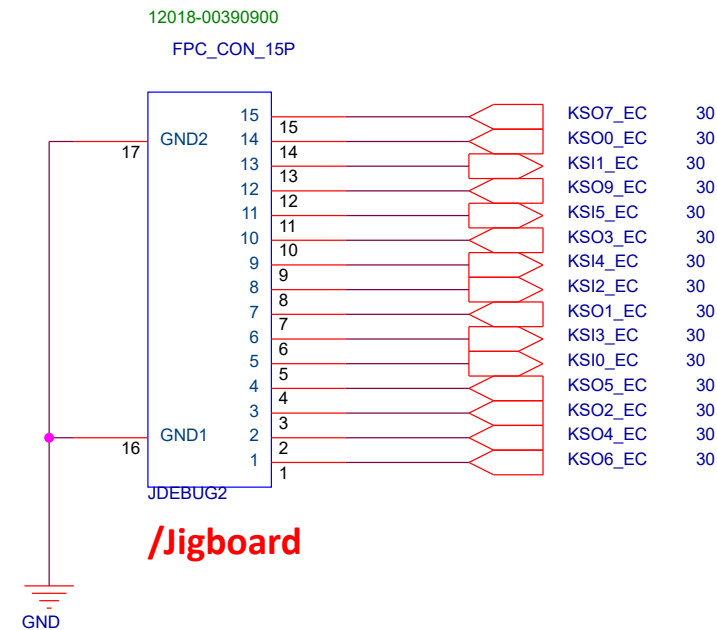 12018-00390900
FPC_CON_15P
15 15 KSO7_EC 30
17 GND2 14 14 KSO0_EC 30
13 13 KSI1_EC 30
12 12 KSO9_EC 30
11 11 KSI5_EC 30
10 10 KSO3_EC 30
9 9 KSI4_EC 30
8 8 KSI2_EC 30
7 7 KSO1_EC 30
6 6 KSI3_EC 30
5 5 KSI0_EC 30
4 4 KSO5_EC 30
3 3 KSO2_EC 30
16 GND1 2 2 KSO4_EC 30
1 1 KSO6_EC 30
JDEBUG2
/Jigboard
GND